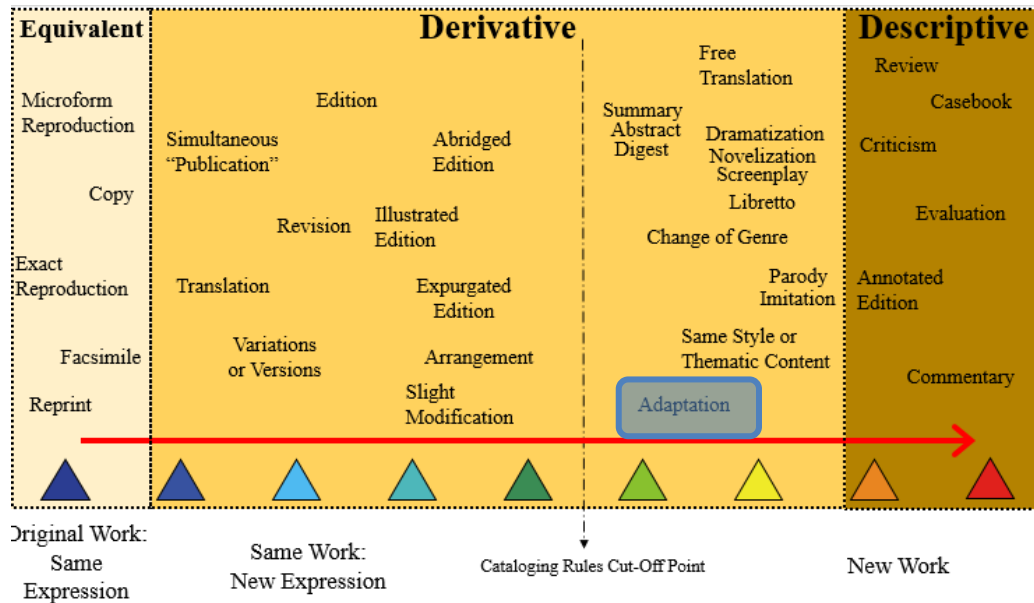 Equivalent
Derivative
Descriptive
Microform
Reproduction
Copy
Exact
Reproduction
Facsimile
Reprint
Edition
Simultaneous
“Publication”
Abridged
Edition
Revision
Illustrated
Edition
Translation
Expurgated
Edition
Variations
or Versions
Arrangement
Slight
Modification
Free
Translation
Summary
Abstract
Digest
Dramatization
Novelization
Screenplay
Libretto
Change of Genre
Parody
Imitation
Same Style or
Thematic Content
Adaptation
Review
Casebook
Criticism
Evaluation
Annotated
Edition
Commentary
Original Work:
Same
Expression
Same Work:
New Expression
Cataloging Rules Cut-Off Point
New Work